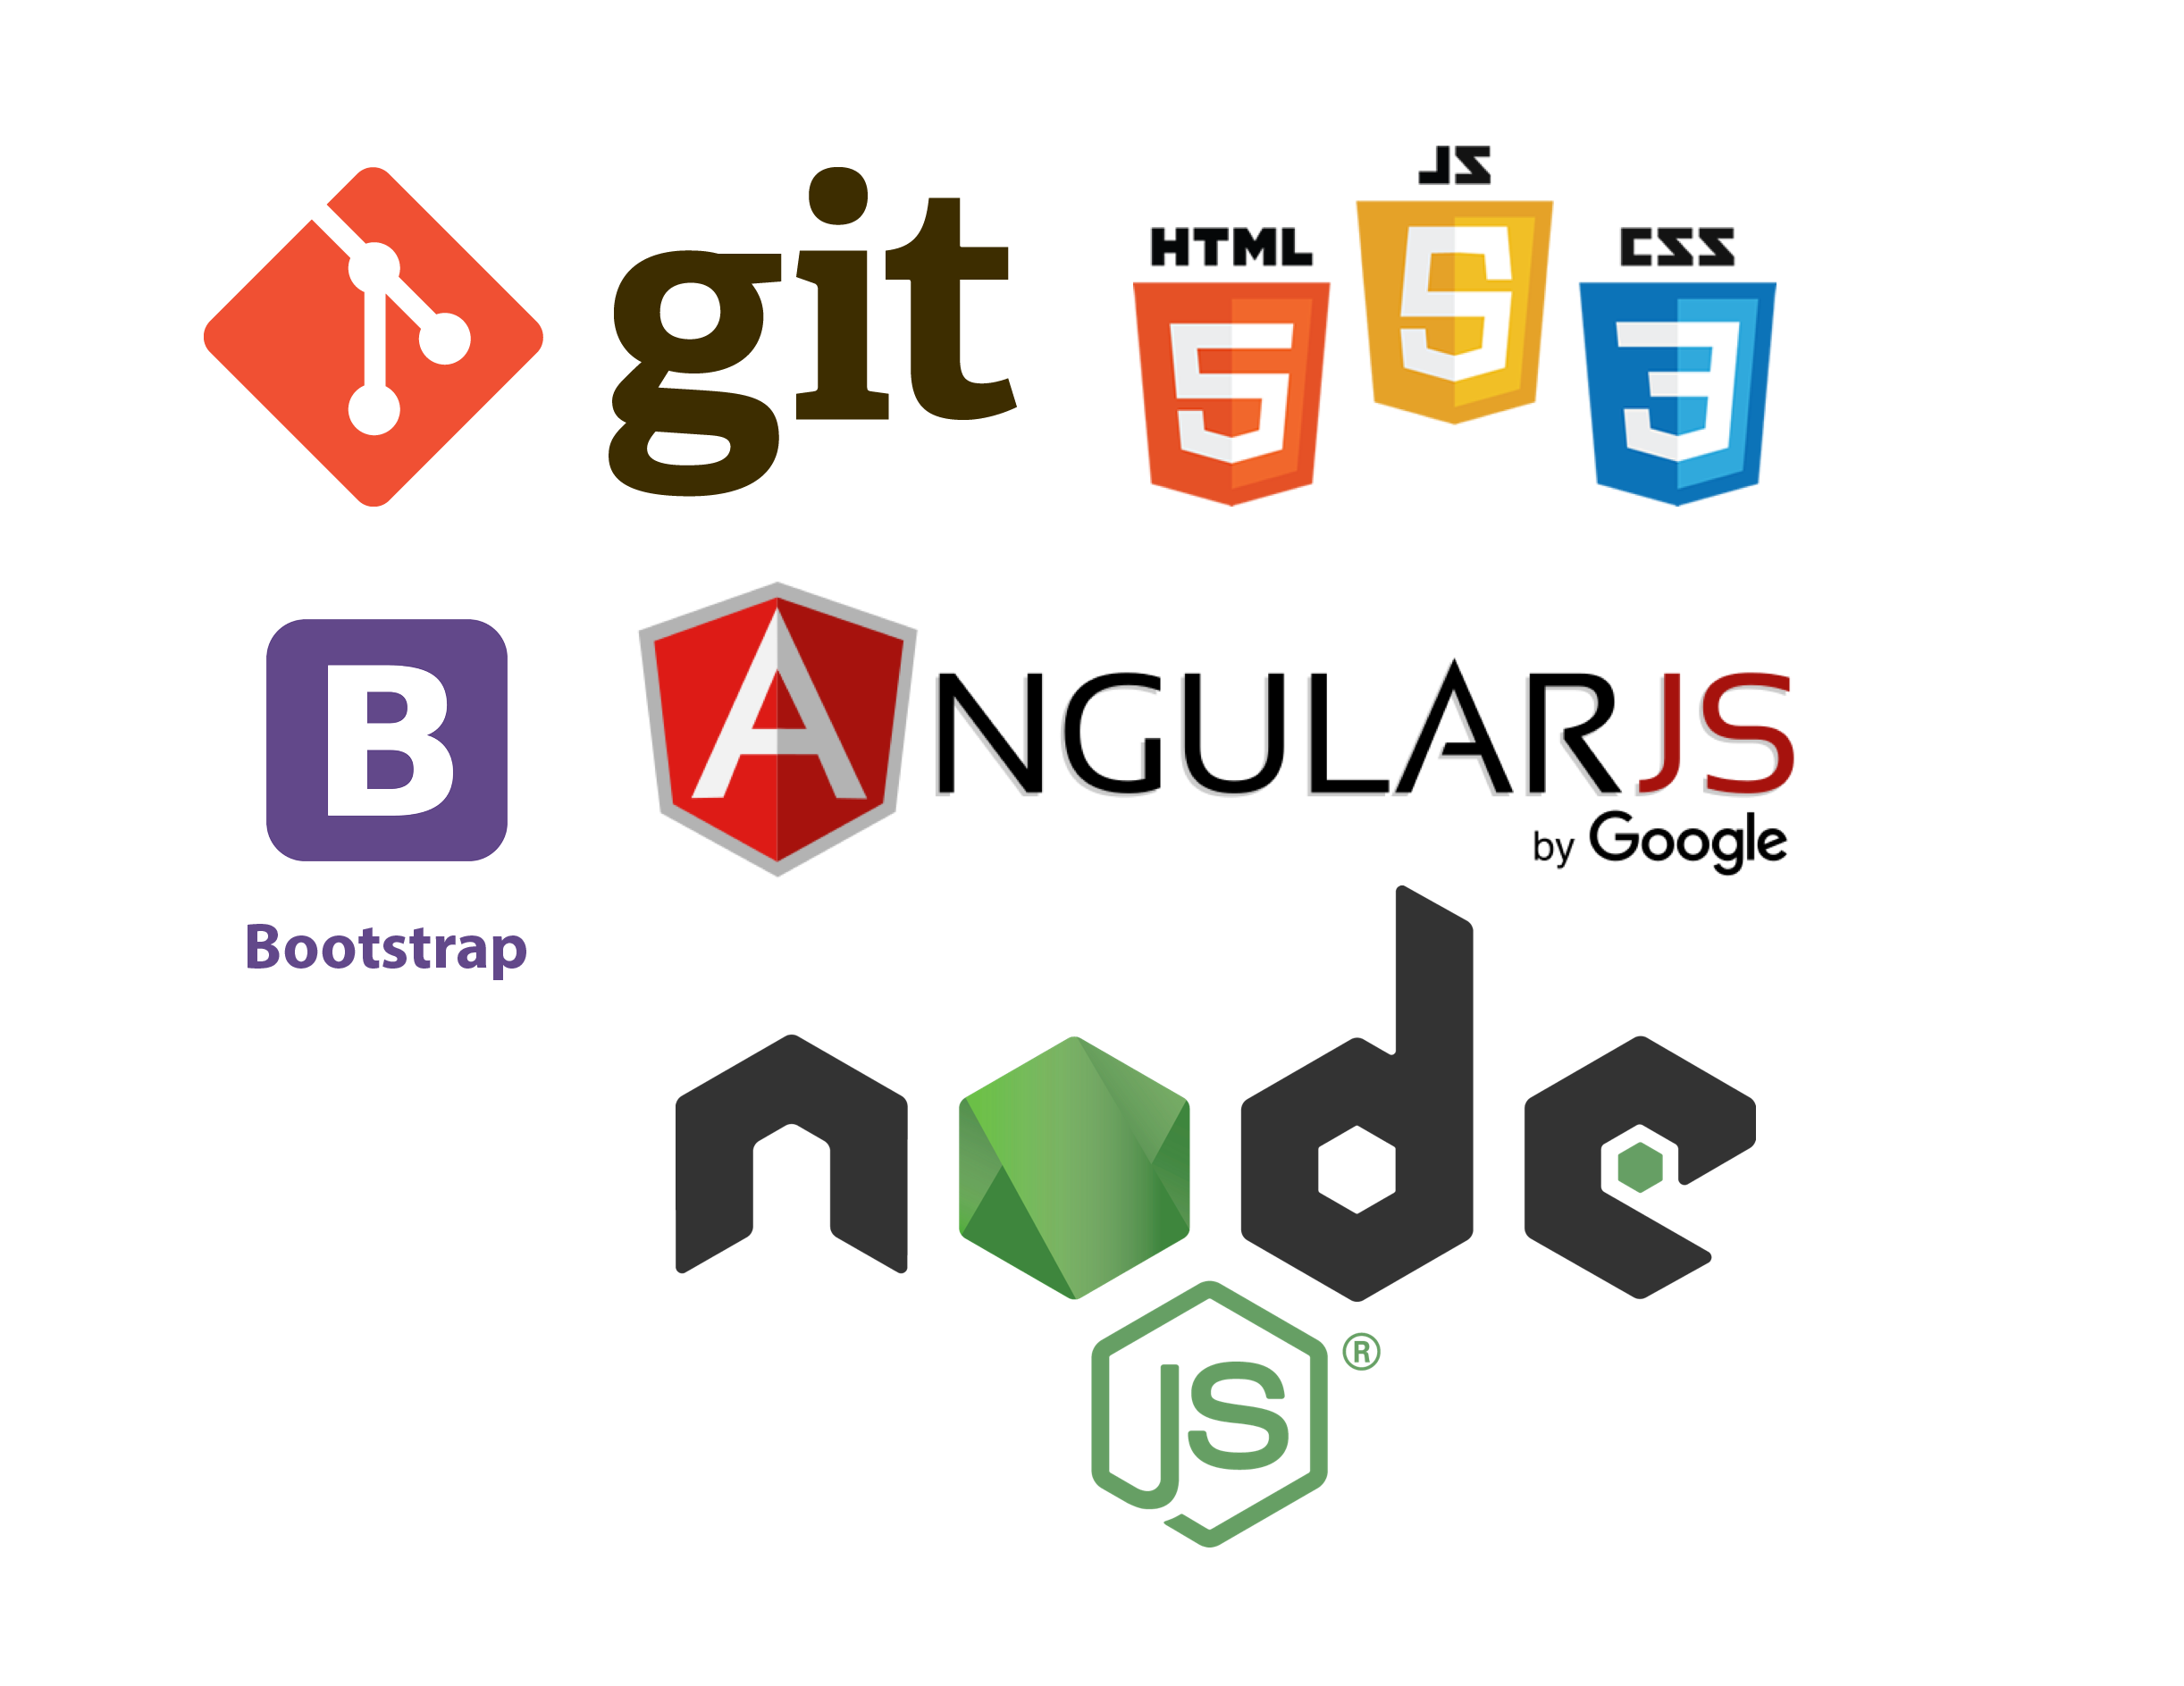 git
JS
HTML
CSS
5
5
3
B
ANGULARJS
by Google
Bootstrap
node
JS ®